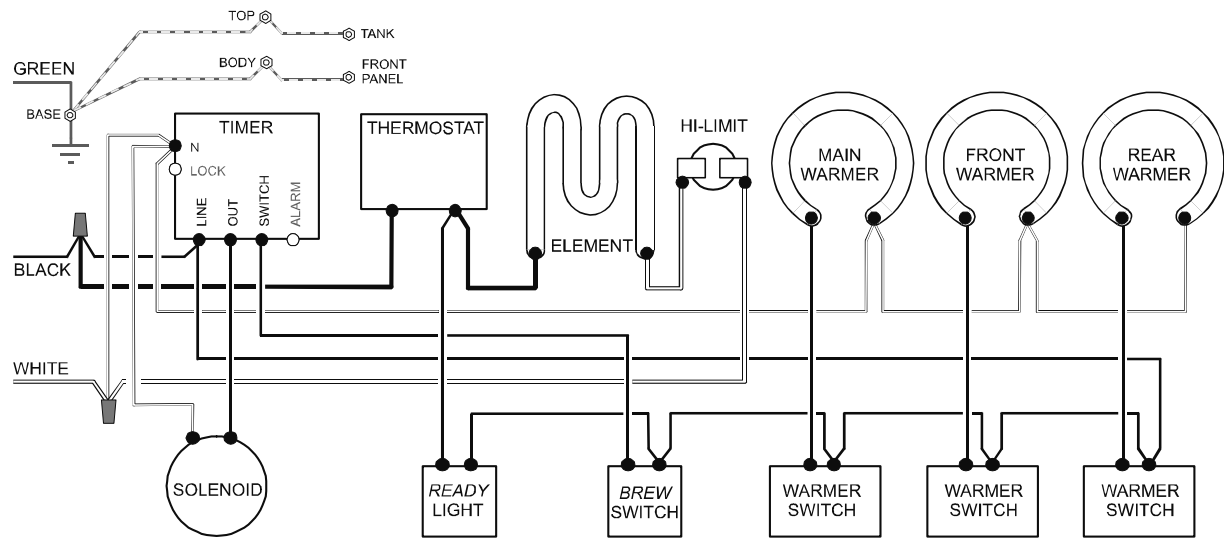 TOP
TANK
BODY
FRONT
PANEL
GREEN
BASE
TIMER
N
LOCK
LINE
OUT
SWITCH
ALARM
THERMOSTAT
ELEMENT
HI-LIMIT
MAIN
WARMER
FRONT
WARMER
REAR
WARMER
BLACK
WHITE
SOLENOID
READY
LIGHT
BREW
SWITCH
WARMER
SWITCH
WARMER
SWITCH
WARMER
SWITCH